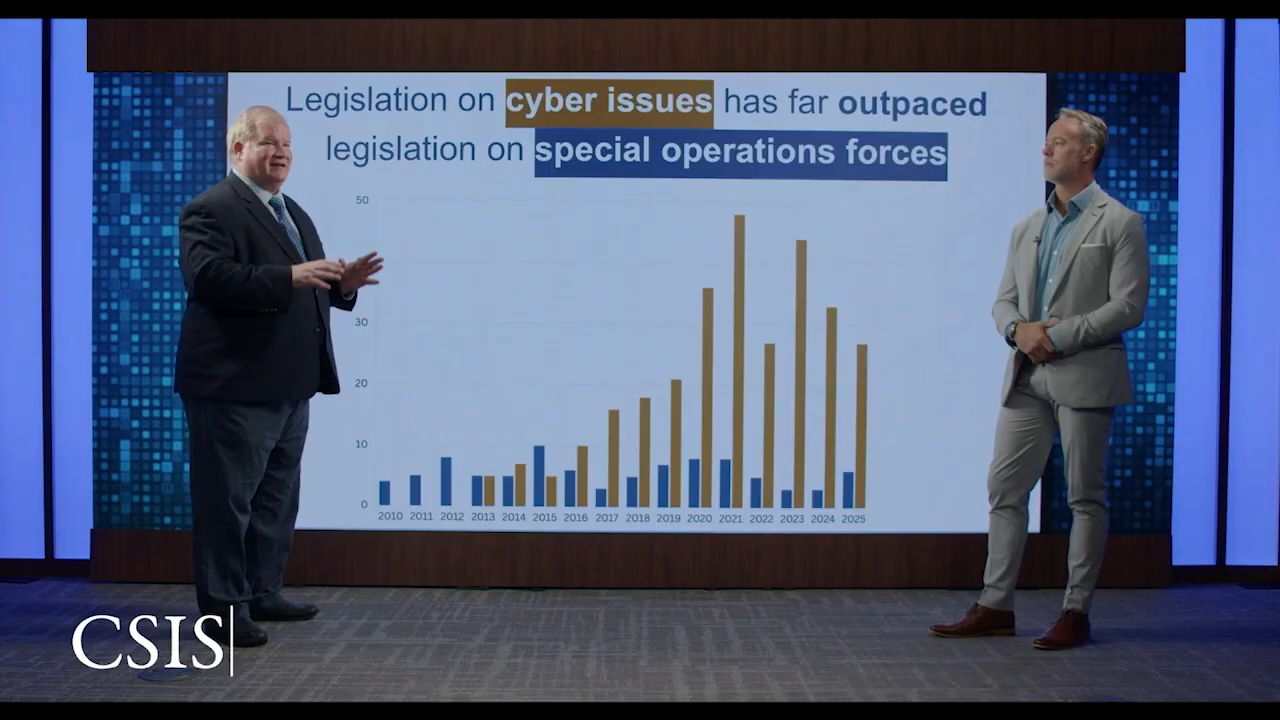 Legislation on cyber issues has far outpaced
legislation on special operations forces
50
30
20
10
0
2010 2011 2012 2013 2014 2015 2016 2017 2018 2019 2020 2021 2022 2023 2024 2025
CSIS